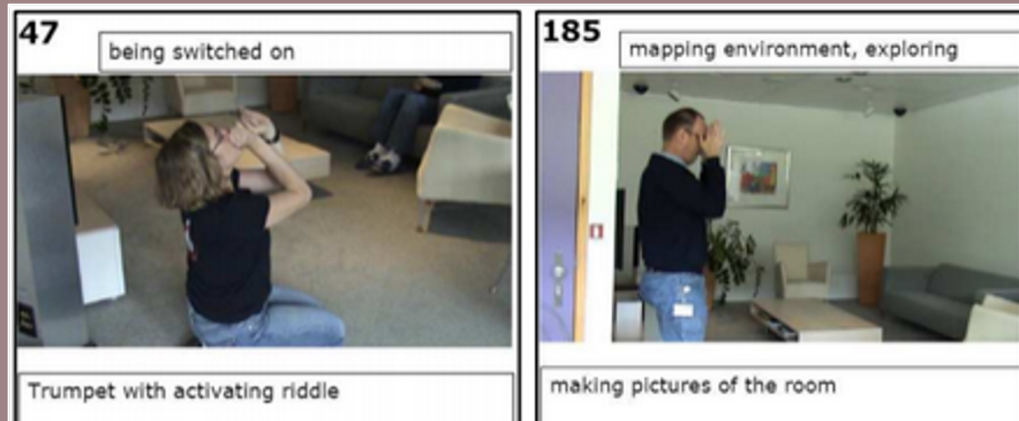 47
being switched on
Trumpet with activating riddle
185
mapping environment, exploring
making pictures of the room